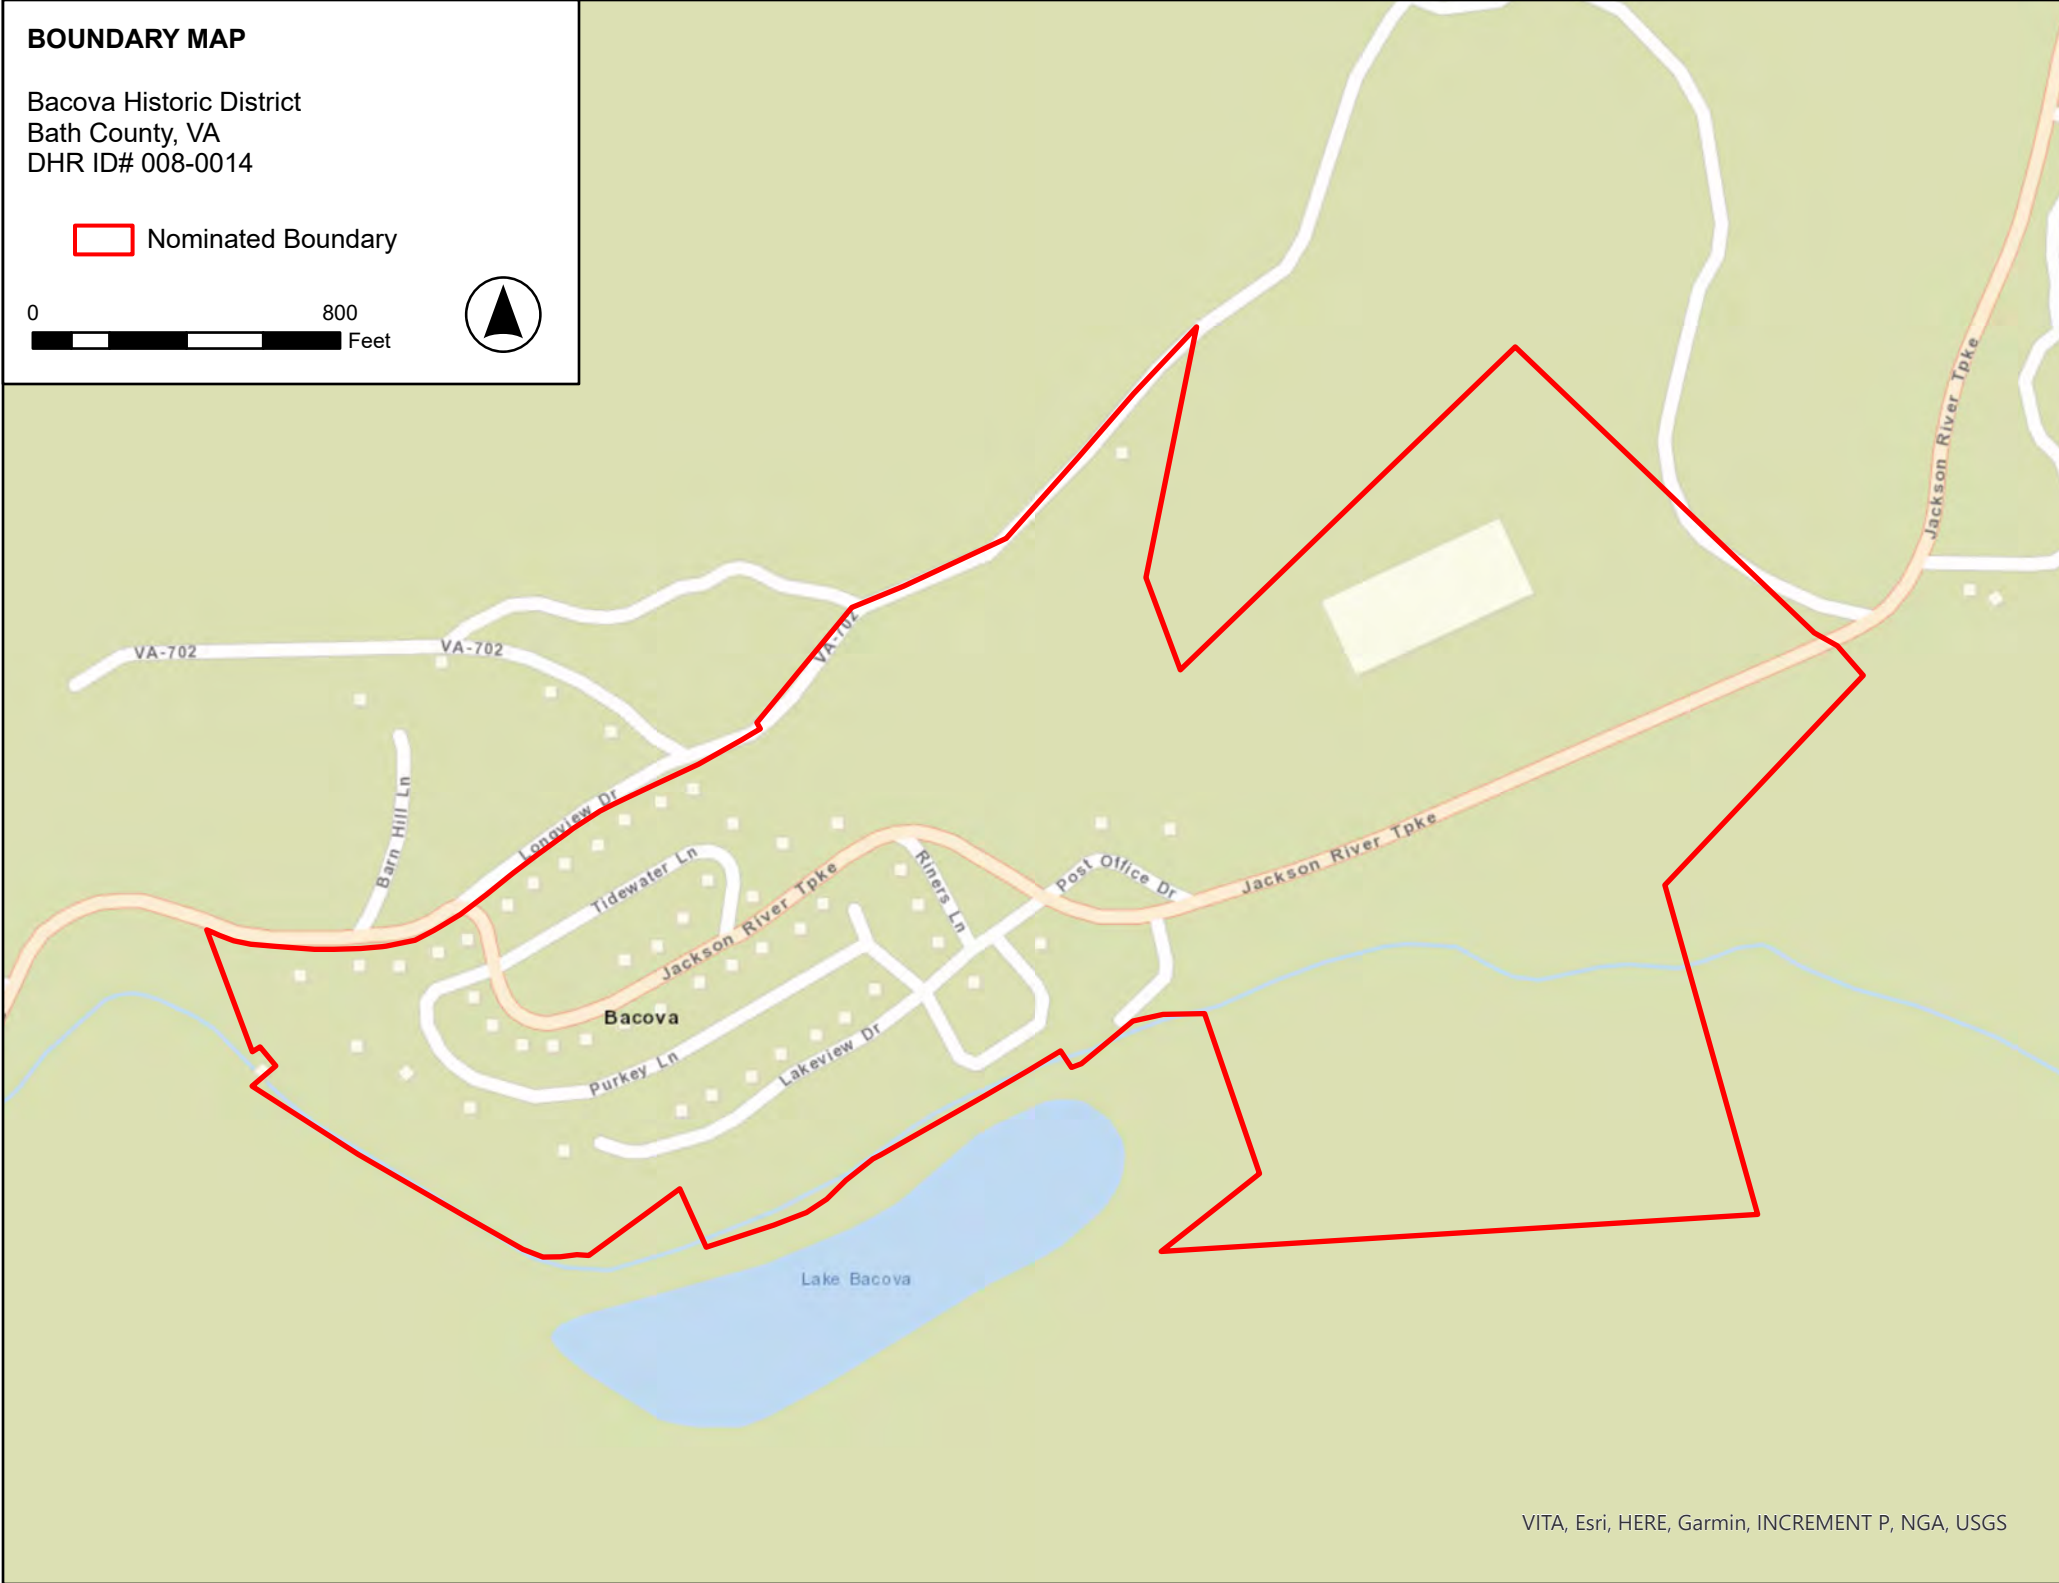 BOUNDARY MAP
Bacova Historic District
Bath County, VA
DHR ID# 008-0014
Nominated Boundary
0
800
Feet
Jackson River Tpke
VA-702
VA-702
VA-702
Barn Hill Ln
Longview Dr
Tidewater Ln
Jackson River Tpke
Riners Ln
Post Office Dr
Jackson River Tpke
Bacova
Purkey Ln
Lakeview Dr
Lake Bacova
VITA, Esri, HERE, Garmin, INCREMENT P, NGA, USGS